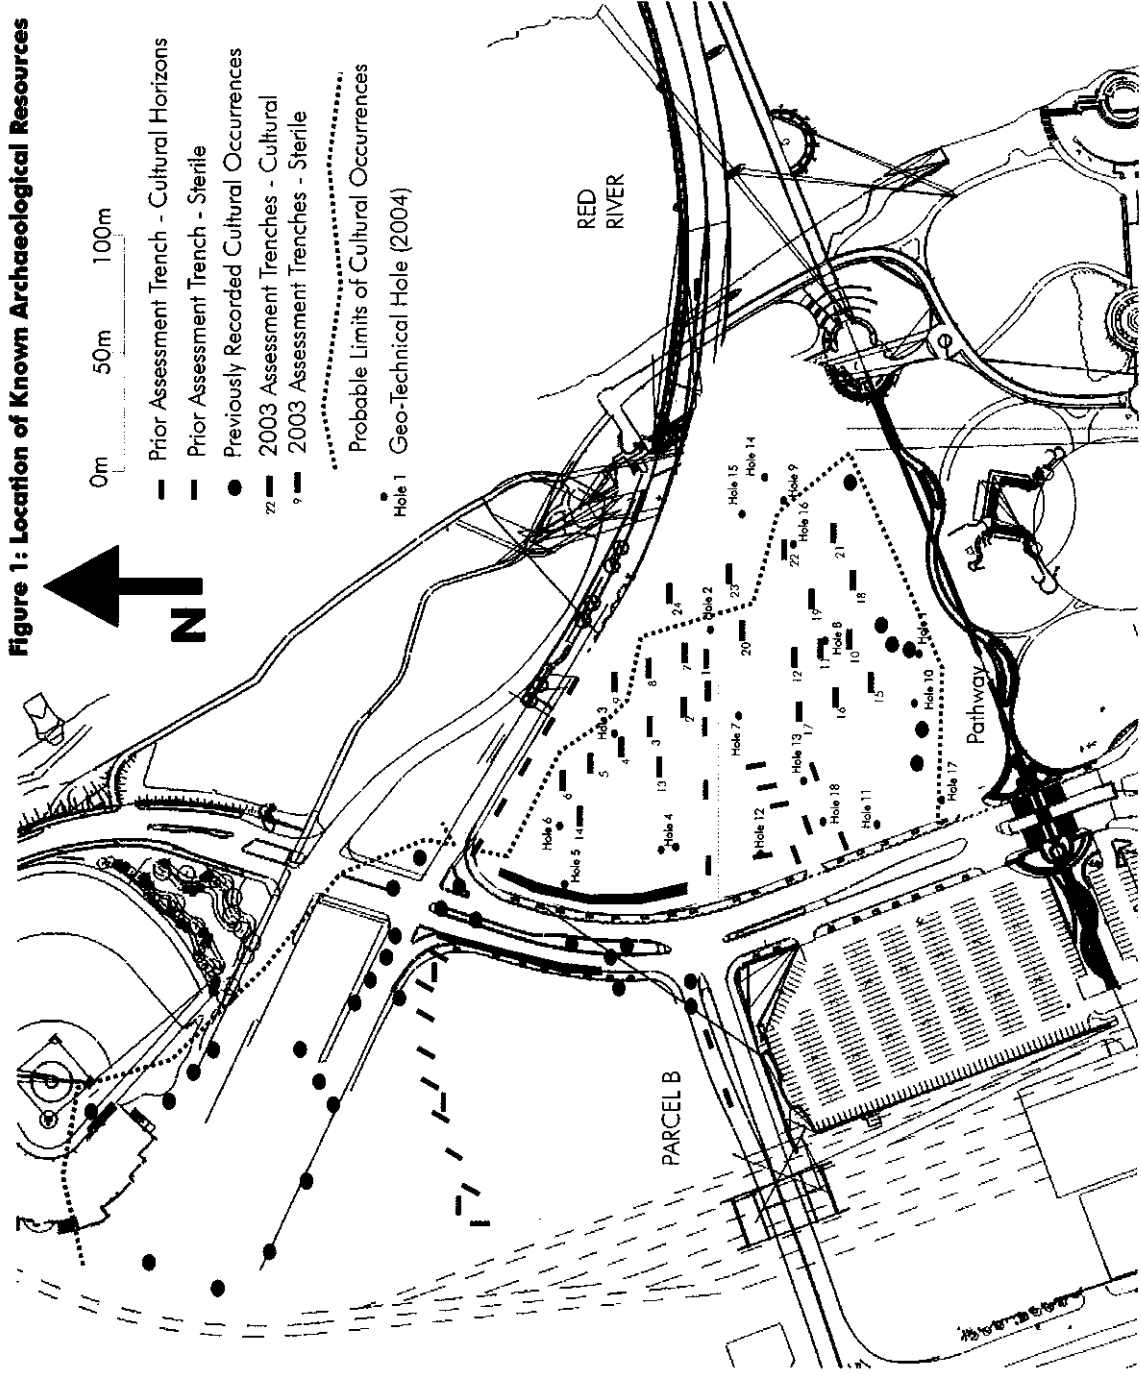 Figure 1: Location of Known Archaeological Resources
N
0m 50m 100m
Prior Assessment Trench - Cultural Horizons
Prior Assessment Trench - Sterile
Previously Recorded Cultural Occurrences
22 2003 Assessment Trenches - Cultural
9 2003 Assessment Trenches - Sterile
Probable Limits of Cultural Occurrences
Hole 1 Geo-Technical Hole (2004)
RED
RIVER
PARCEL B
Pathway
Hole 6
Hole 5
14
6
5
4
Hole 3
9
13
3
8
24
Hole 4
2
7
1
Hole 2
Hole 7
20
23
Hole 15
Hole 14
Hole 9
Hole 16
22
Hole 12
Hole 13
17
12
19
21
Hole 18
11
Hole 8
10
18
Hole 11
16
15
Hole 1
Hole 10
Hole 17